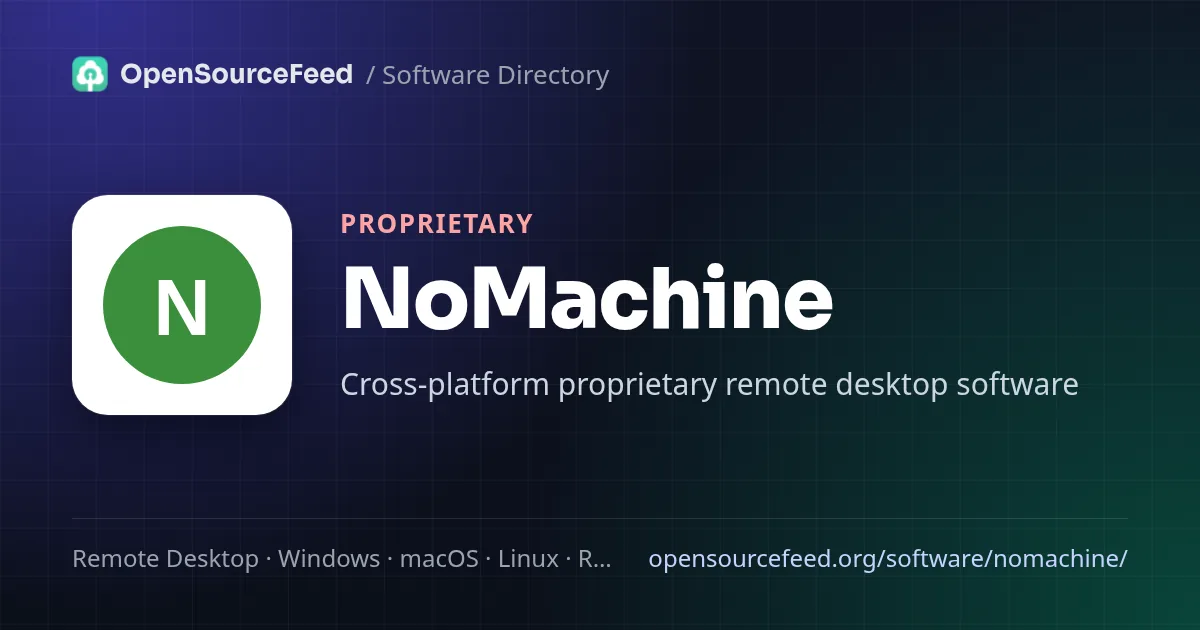 OpenSourceFeed / Software Directory
N
PROPRIETARY
NoMachine
Cross-platform proprietary remote desktop software
Remote Desktop · Windows · macOS · Linux · R...
opensourcefeed.org/software/nomachine/